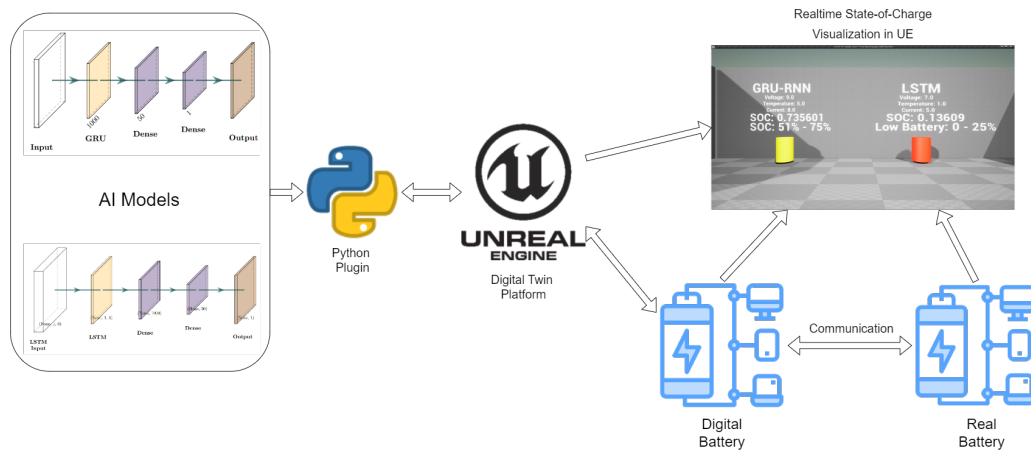 Realtime State-of-Charge
Visualization in UE
Input
1000
GRU
50
Dense
1
Dense
Output
AI Models
LSTM
Input
LSTM
Dense
Dense
Output
Python
Plugin
UNREAL
ENGINE
Digital Twin
Platform
GRU-RNN
Voltage: 9.0
Temperature: 5.0
Current: 8.0
SOC: 0.735601
SOC: 51% - 75%
LSTM
Voltage: 7.0
Temperature: 1.0
Current: 5.0
SOC: 0.13609
Low Battery: 0 - 25%
Communication
Digital
Battery
Real
Battery